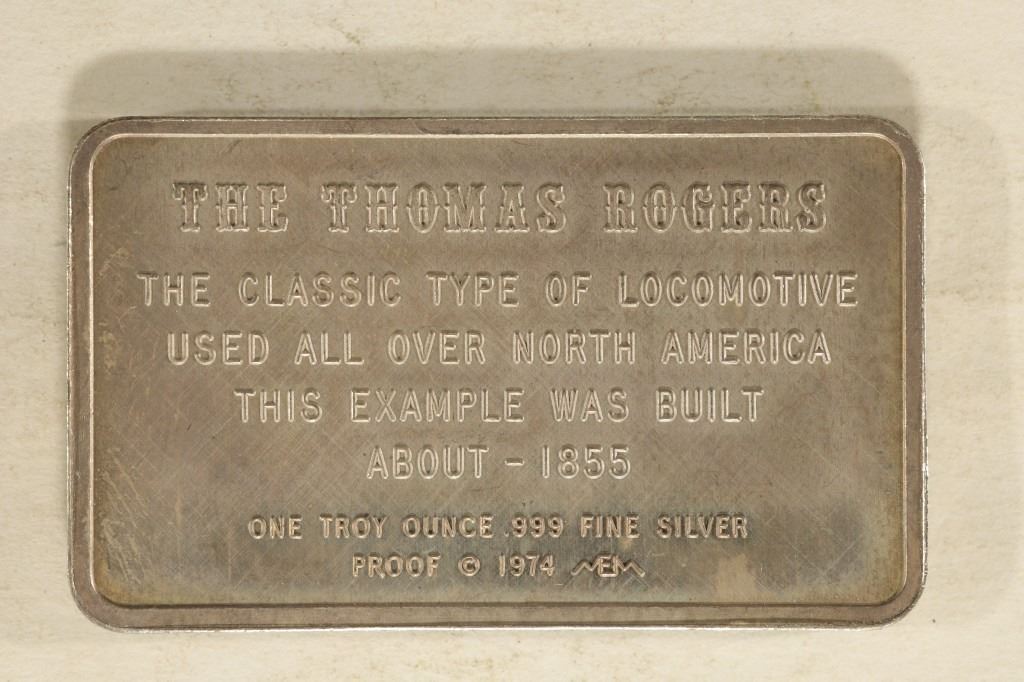 THE THOMAS ROGERS
THE CLASSIC TYPE OF LOCOMOTIVE
USED ALL OVER NORTH AMERICA
THIS EXAMPLE WAS BUILT
ABOUT - 1855
ONE TROY OUNCE .999 FINE SILVER
PROOF © 1974 MEM